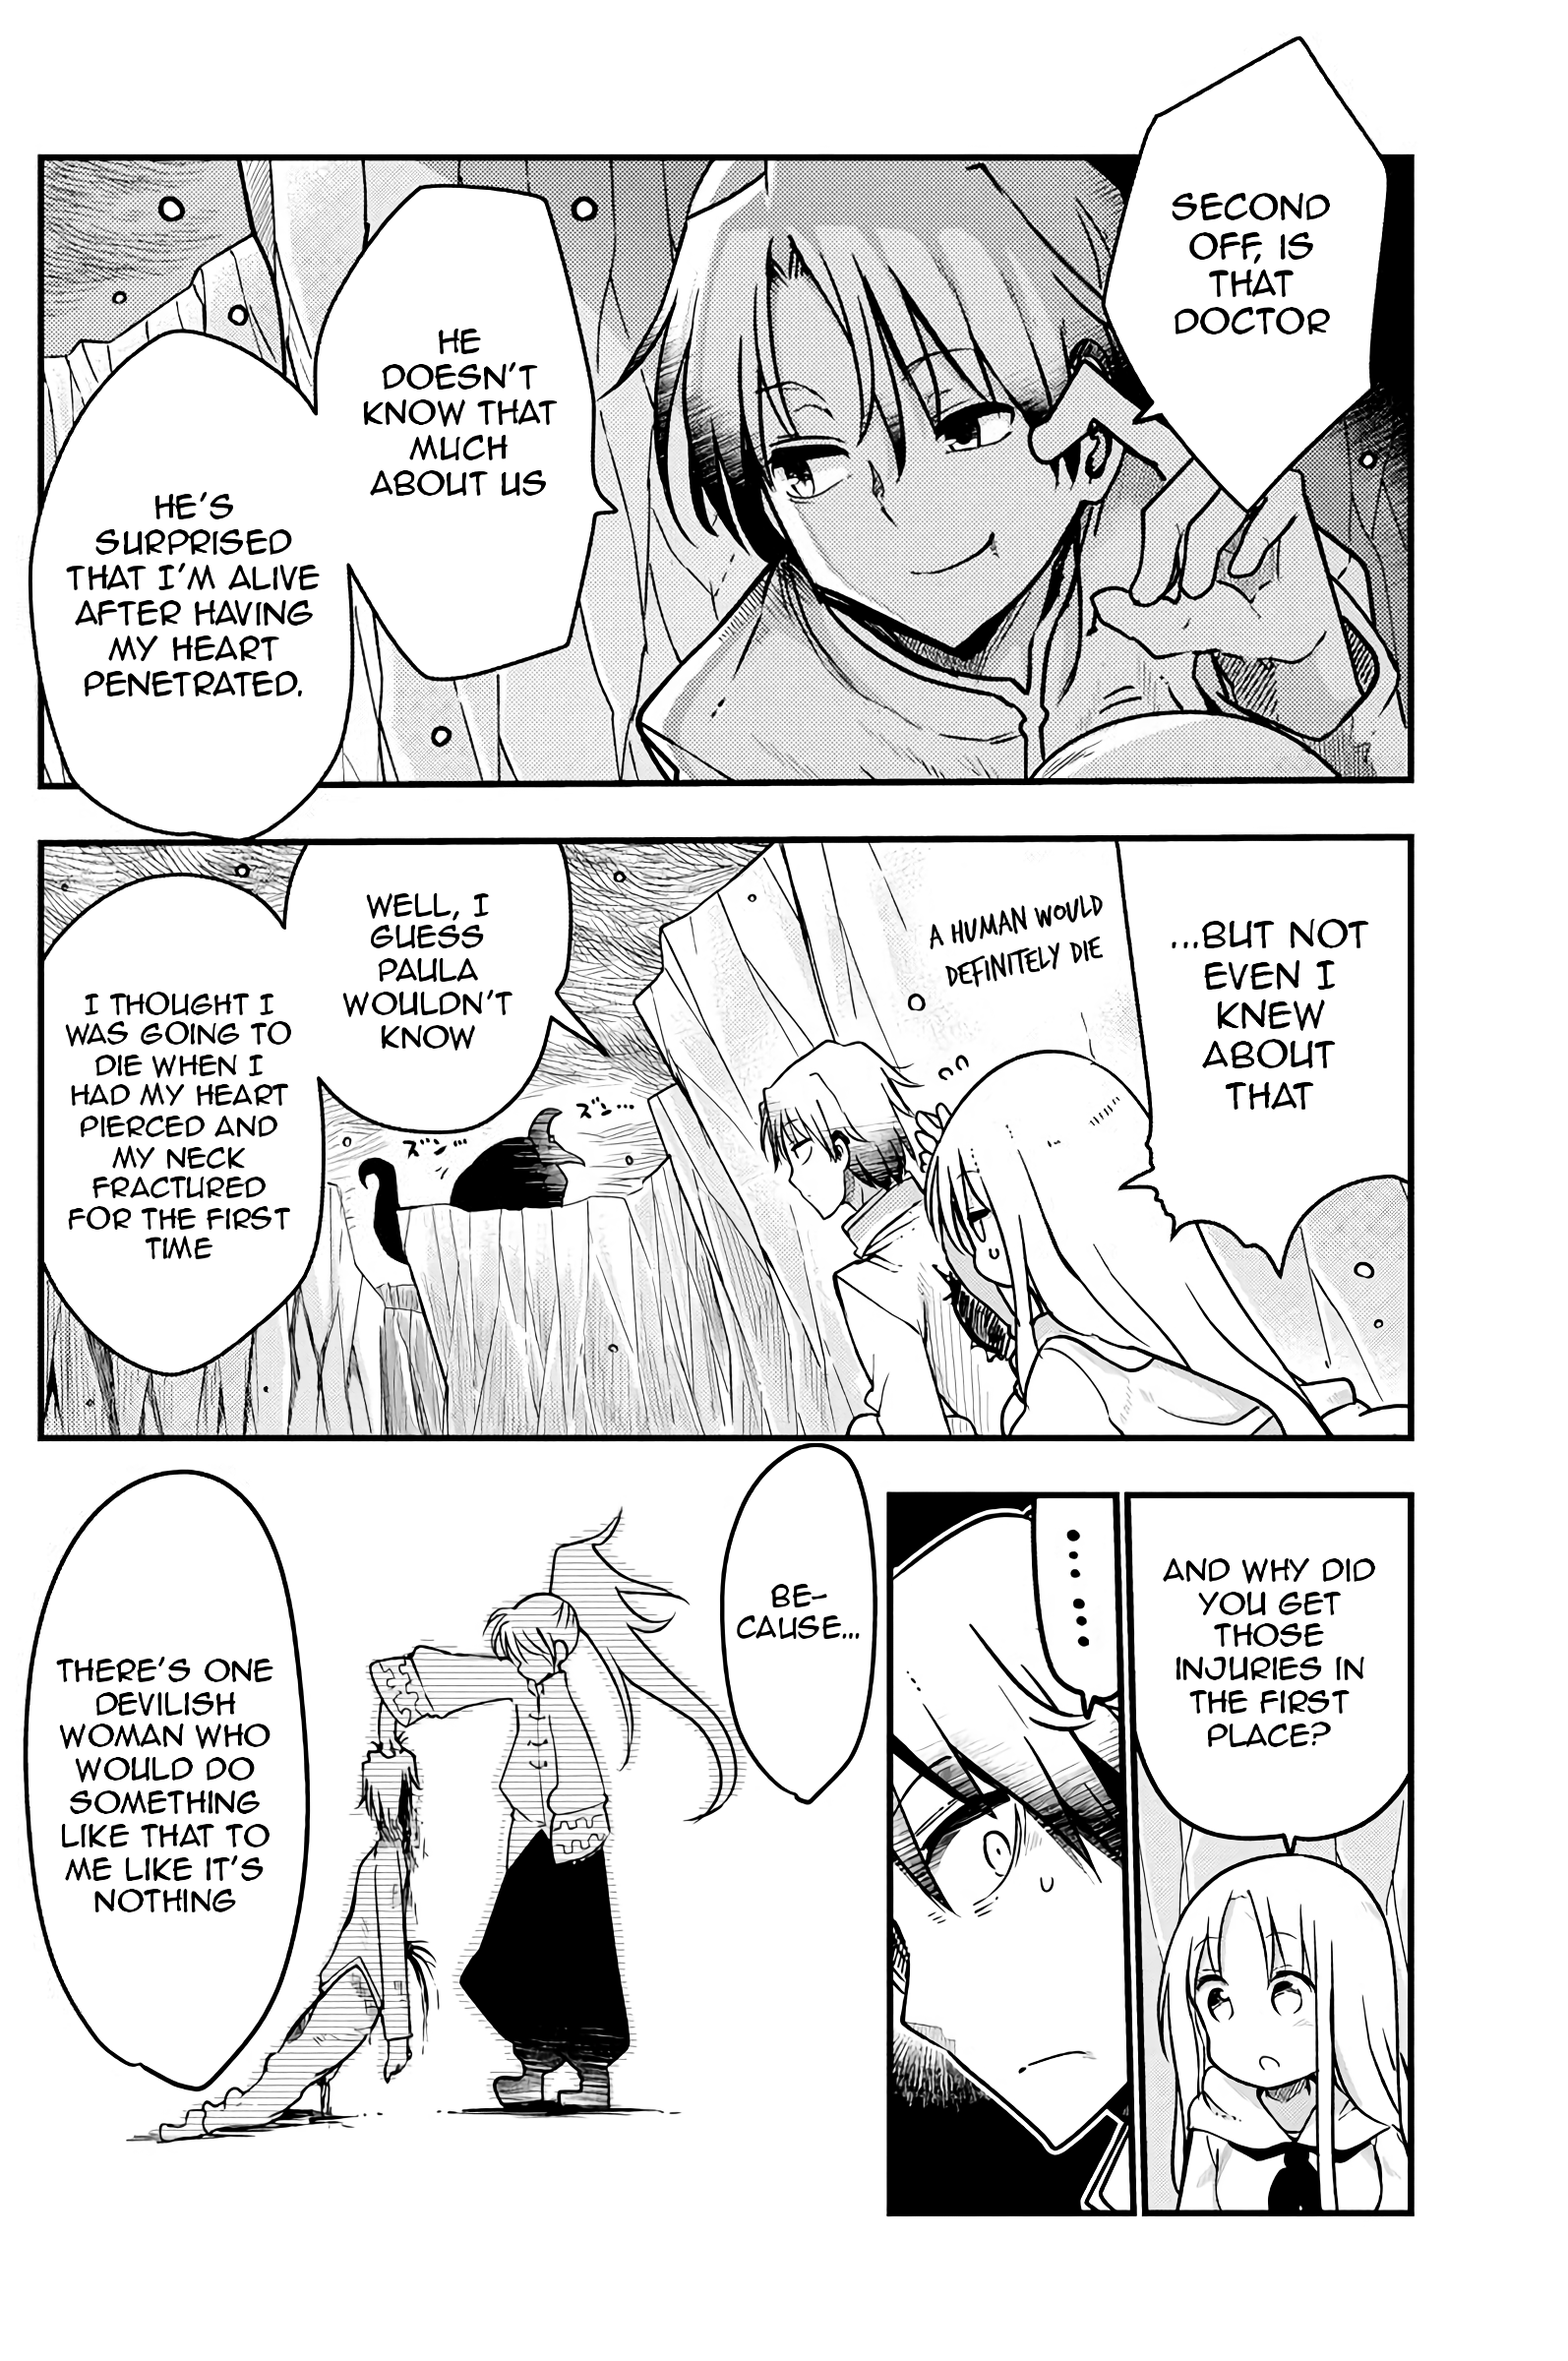 SECOND
OFF, IS
THAT
DOCTOR
HE
DOESN'T
KNOW THAT
MUCH
ABOUT US
HE'S
SURPRISED
THAT I'M ALIVE
AFTER HAVING
MY HEART
PENETRATED.
...BUT NOT
EVEN I
KNEW
ABOUT
THAT
A HUMAN WOULD
DEFINITELY DIE
WELL, I
GUESS
PAULA
WOULDN'T
KNOW
ズン…
ズン…
I THOUGHT I
WAS GOING TO
DIE WHEN I
HAD MY HEART
PIERCED AND
MY NECK
FRACTURED
FOR THE FIRST
TIME
AND WHY DID
YOU GET
THOSE
INJURIES IN
THE FIRST
PLACE?
......
BE-
CAUSE...
THERE'S ONE
DEVILISH
WOMAN WHO
WOULD DO
SOMETHING
LIKE THAT TO
ME LIKE IT'S
NOTHING